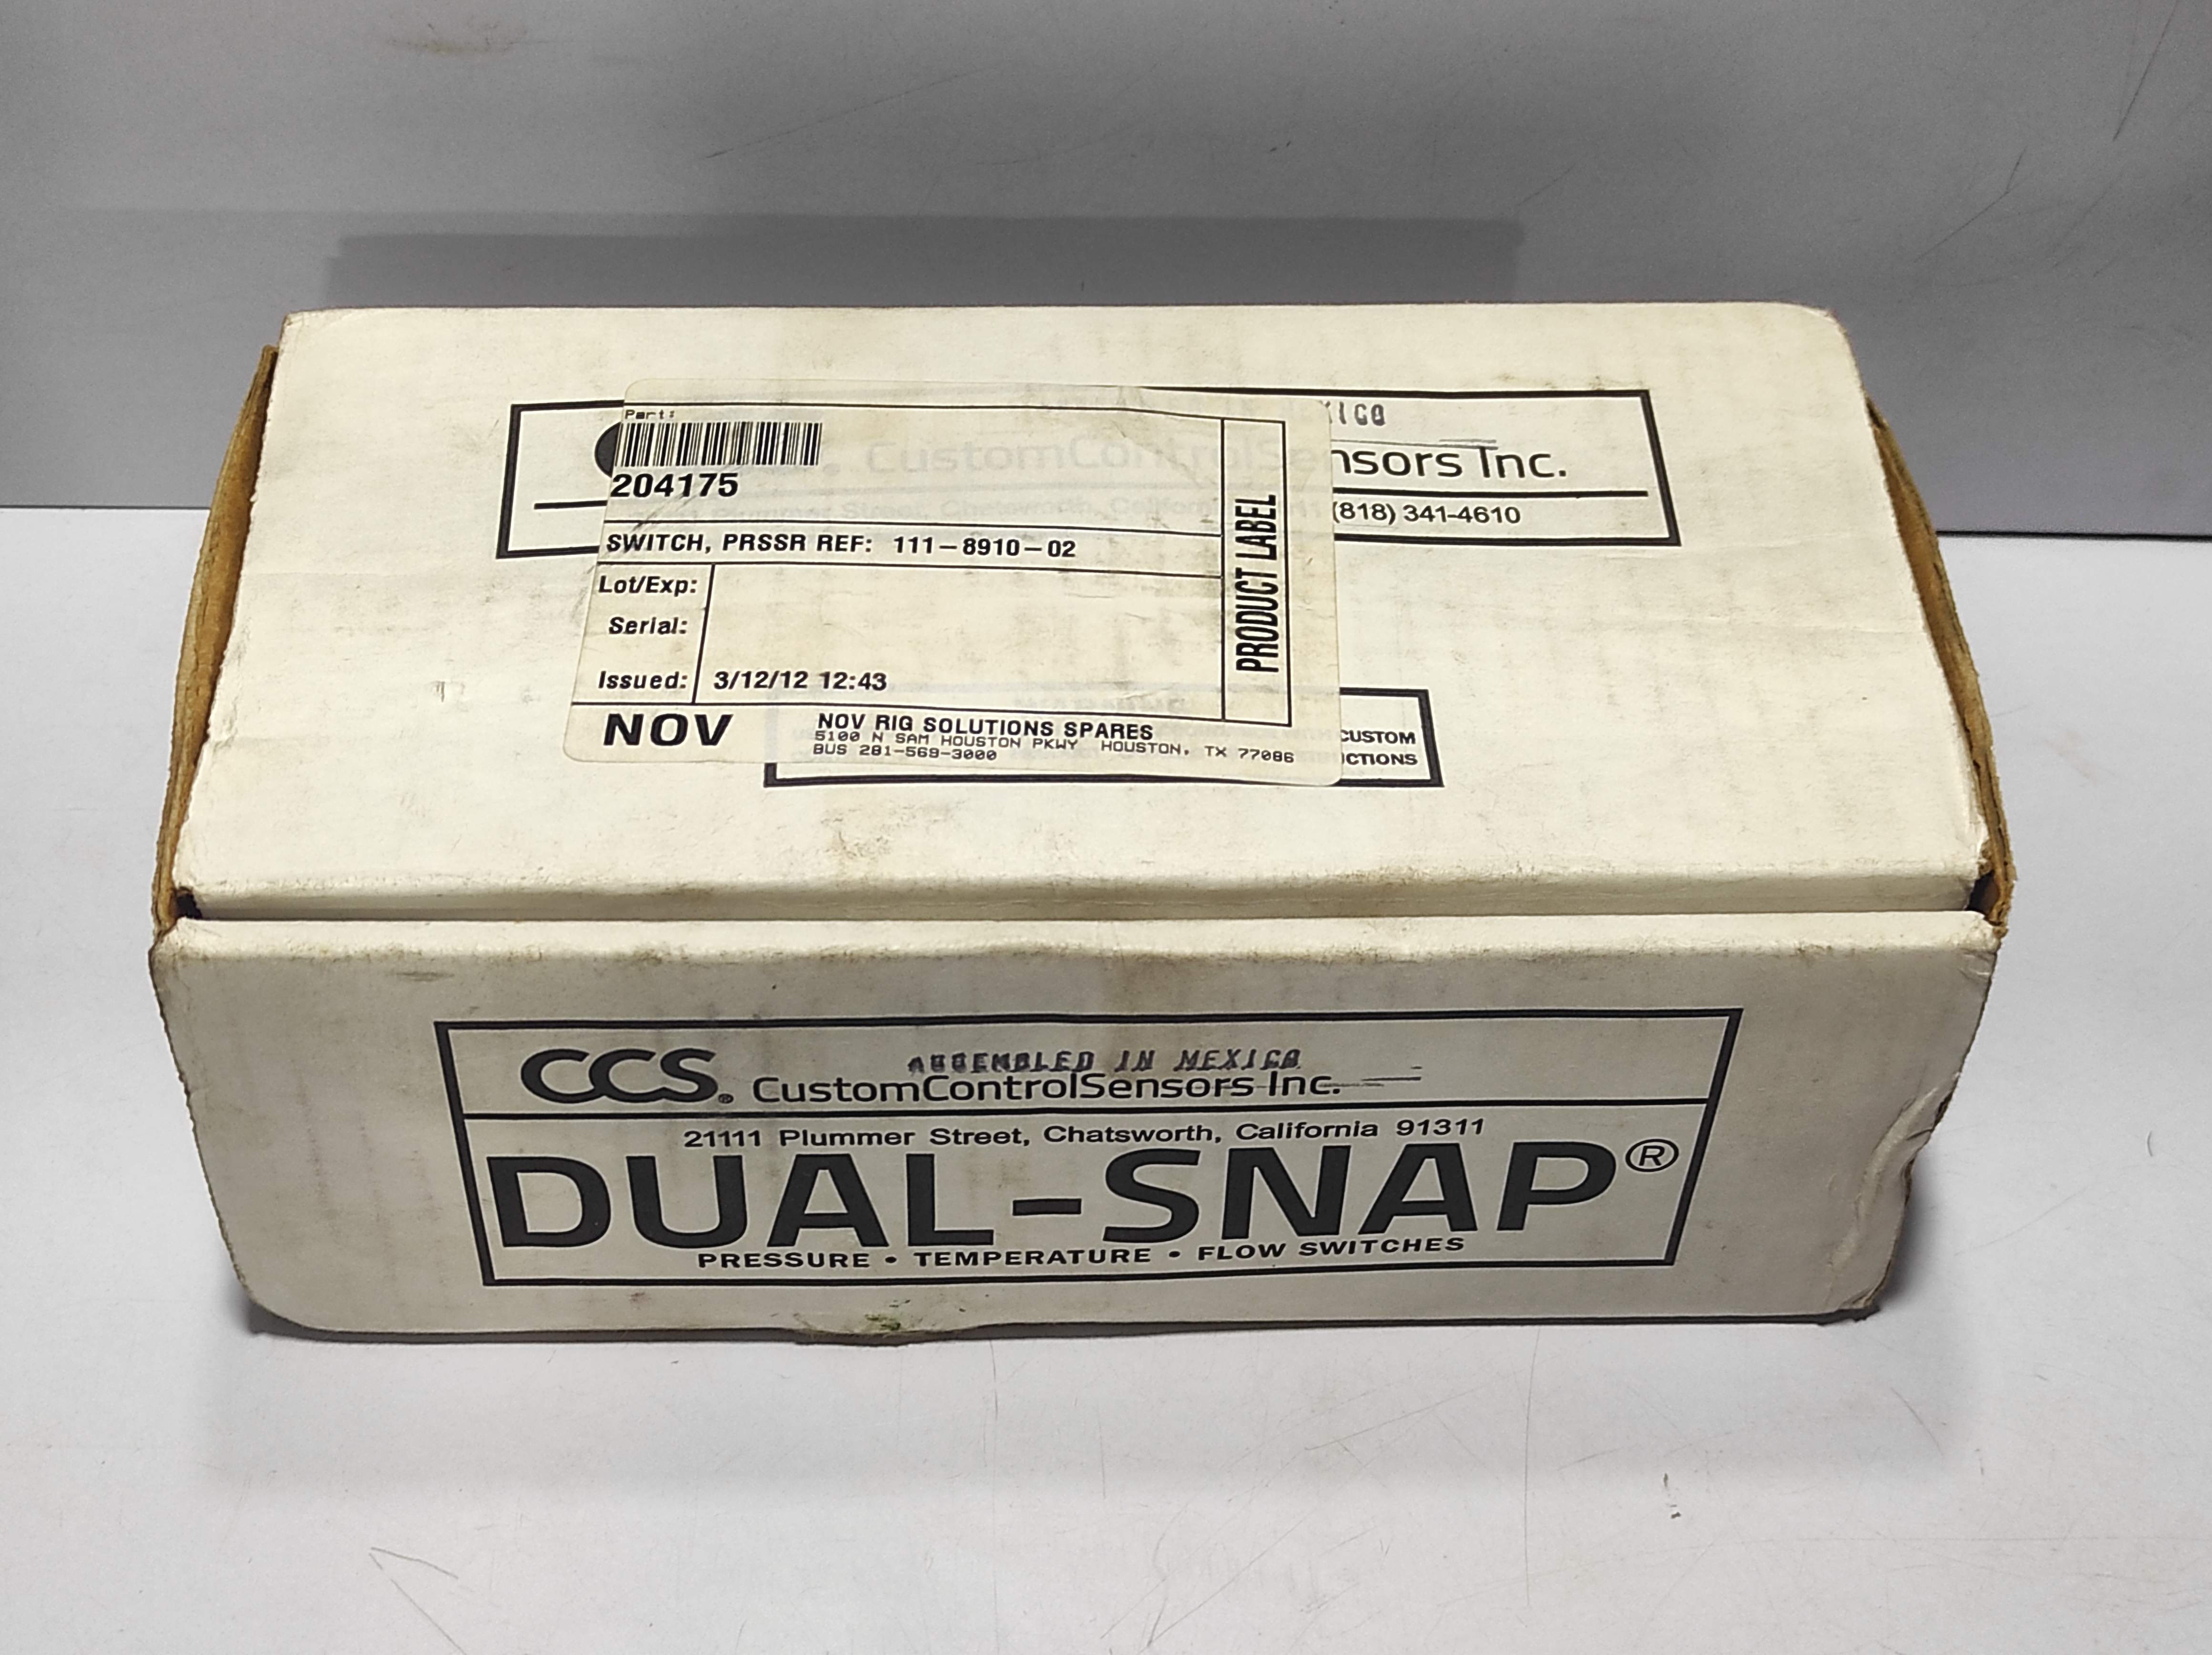 Part:
204175
SWITCH, PRSSR REF: 111-8910-02
Lot/Exp:
Serial:
Issued: 3/12/12 12:43
PRODUCT LABEL
NOV NOV RIG SOLUTIONS SPARES
5100 N SAM HOUSTON PKWY HOUSTON, TX 77086
BUS 281-569-3000
CustomControlSensors Inc.
(818) 341-4610
CUSTOM
CTIONS
ASSEMBLED IN MEXICO
CCS® CustomControlSensors Inc.
21111 Plummer Street, Chatsworth, California 91311
DUAL-SNAP®
PRESSURE • TEMPERATURE • FLOW SWITCHES